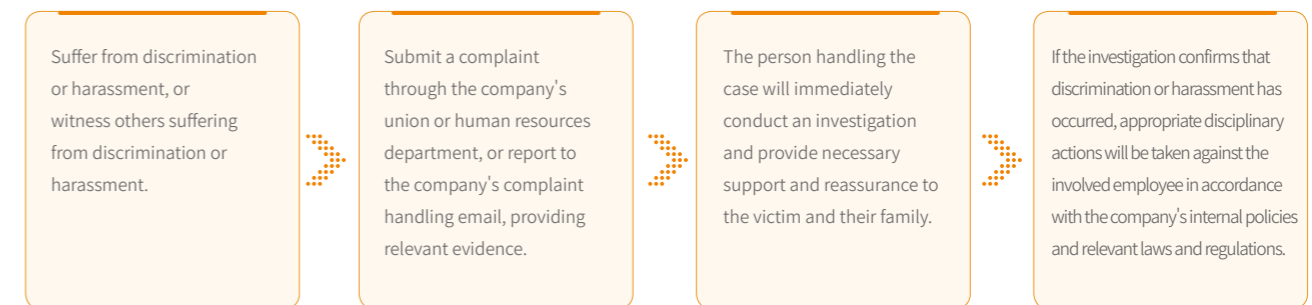 Suffer from discrimination
or harassment, or
witness others suffering
from discrimination or
harassment.
Submit a complaint
through the company's
union or human resources
department, or report to
the company's complaint
handling email, providing
relevant evidence.
The person handling the
case will immediately
conduct an investigation
and provide necessary
support and reassurance to
the victim and their family.
If the investigation confirms that
discrimination or harassment has
occurred, appropriate disciplinary
actions will be taken against the
involved employee in accordance
with the company's internal policies
and relevant laws and regulations.